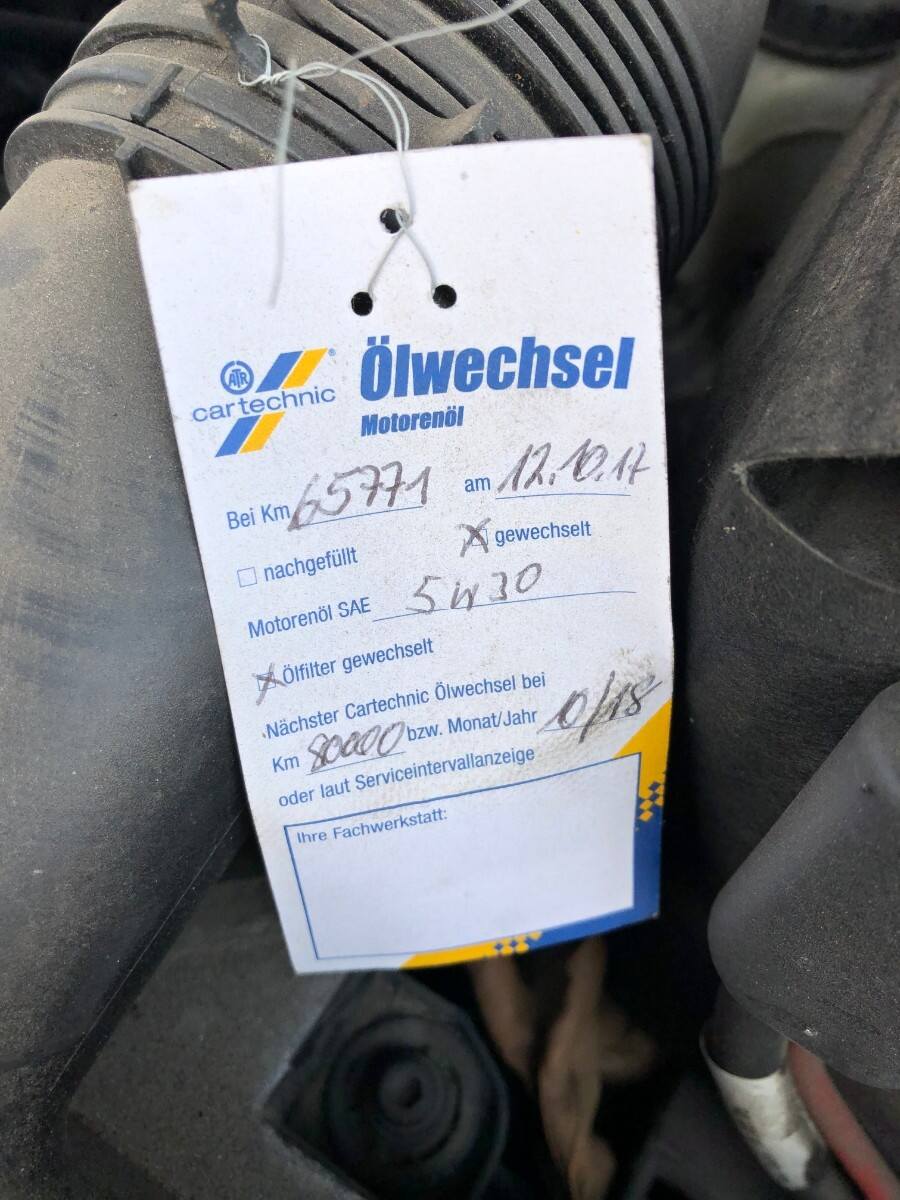 ATR
cartechnic
Ölwechsel
Motorenöl
Bei Km 65771 am 12.10.17
nachgefüllt gewechselt
Motorenöl SAE 5W30
Ölfilter gewechselt
Nächster Cartechnic Ölwechsel bei
Km 80000 bzw. Monat/Jahr 10/18
oder laut Serviceintervallanzeige
Ihre Fachwerkstatt: